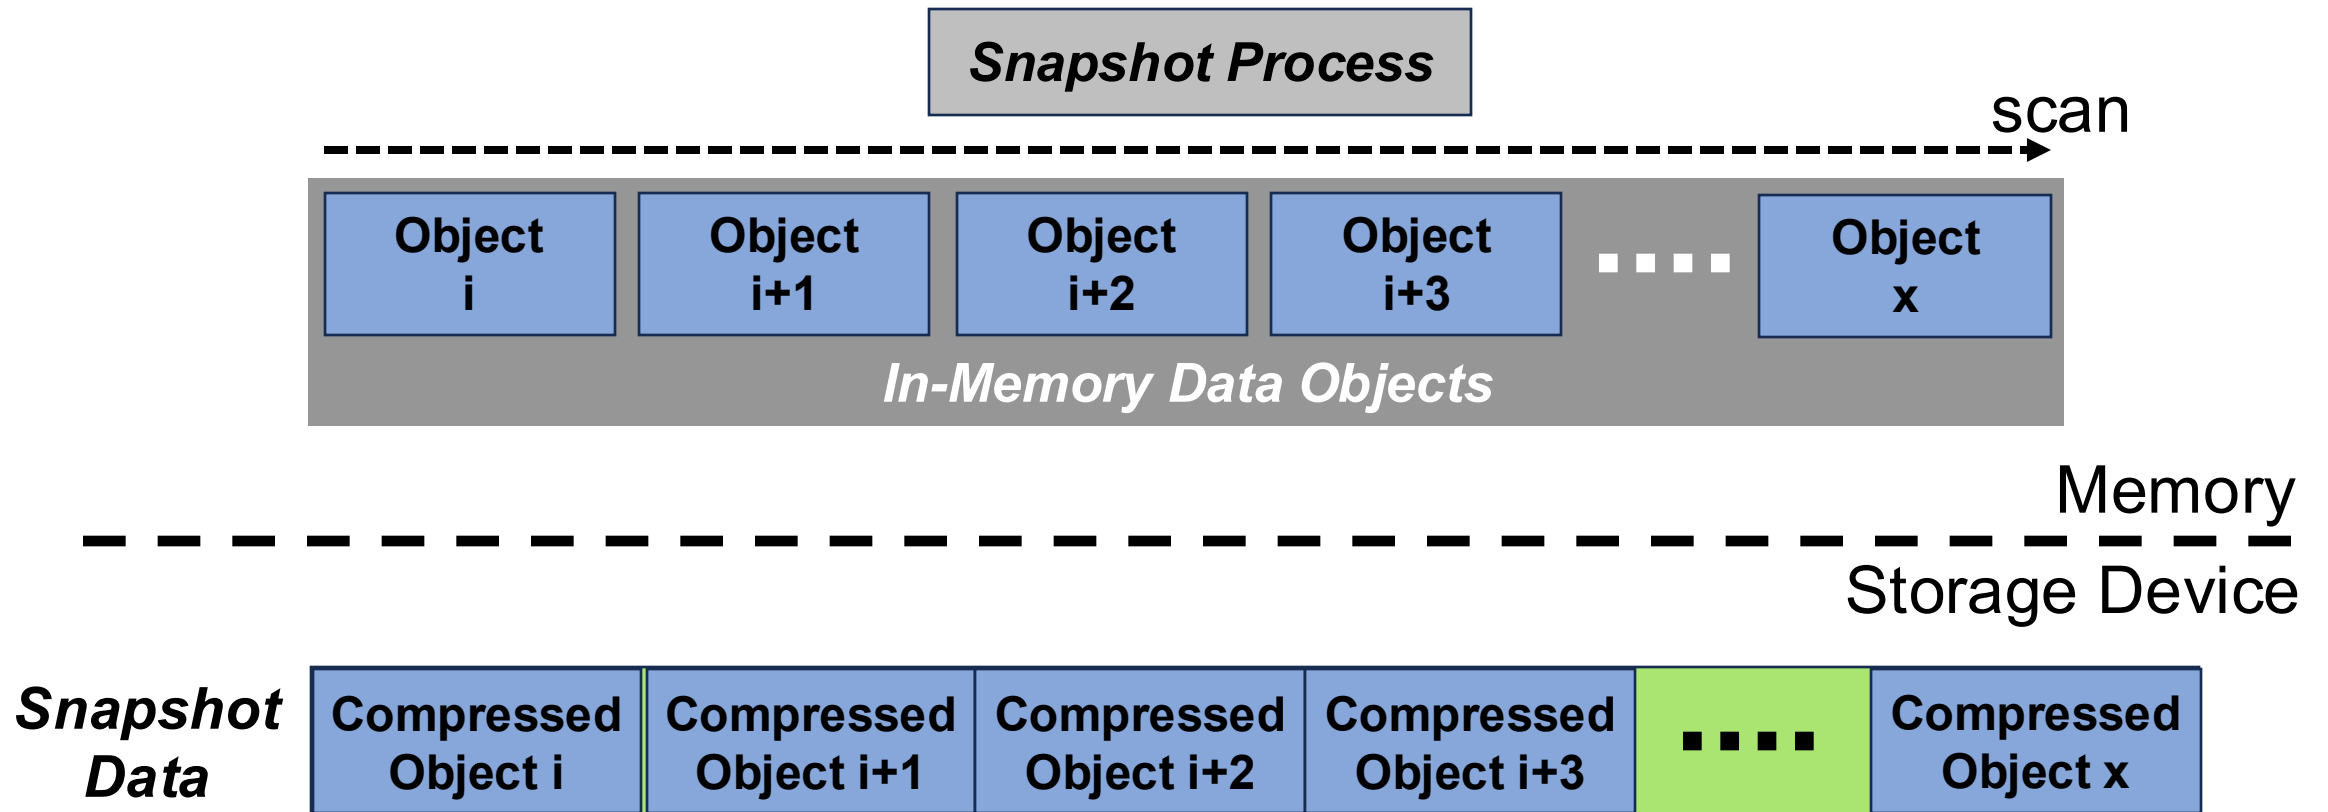 Snapshot Process
scan
Object
i
Object
i+1
Object
i+2
Object
i+3
Object
x
In-Memory Data Objects
Memory
Storage Device
Snapshot
Data
Compressed
Object i
Compressed
Object i+1
Compressed
Object i+2
Compressed
Object i+3
Compressed
Object x